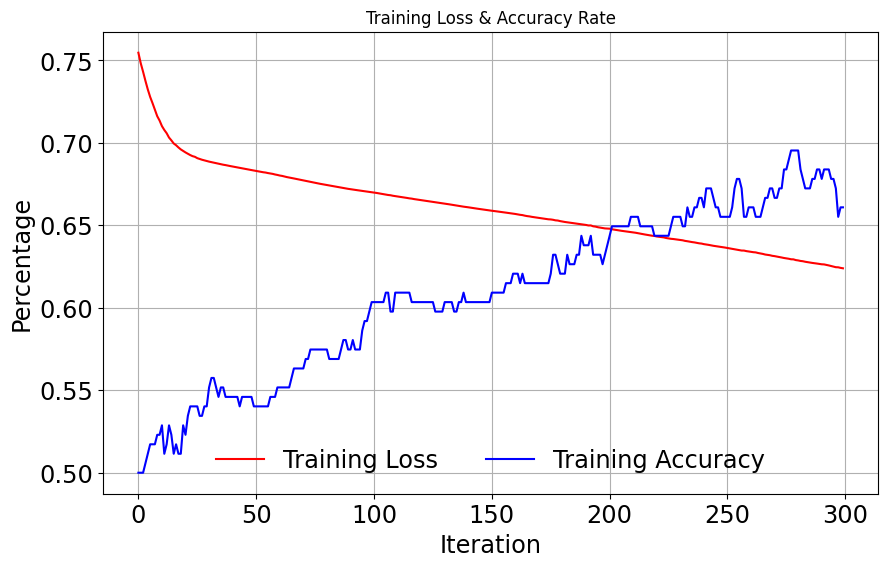 Training Loss & Accuracy Rate
0.75
0.70
0.65
0.60
0.55
0.50
Percentage
Training Loss
Training Accuracy
0
50
100
150
200
250
300
Iteration